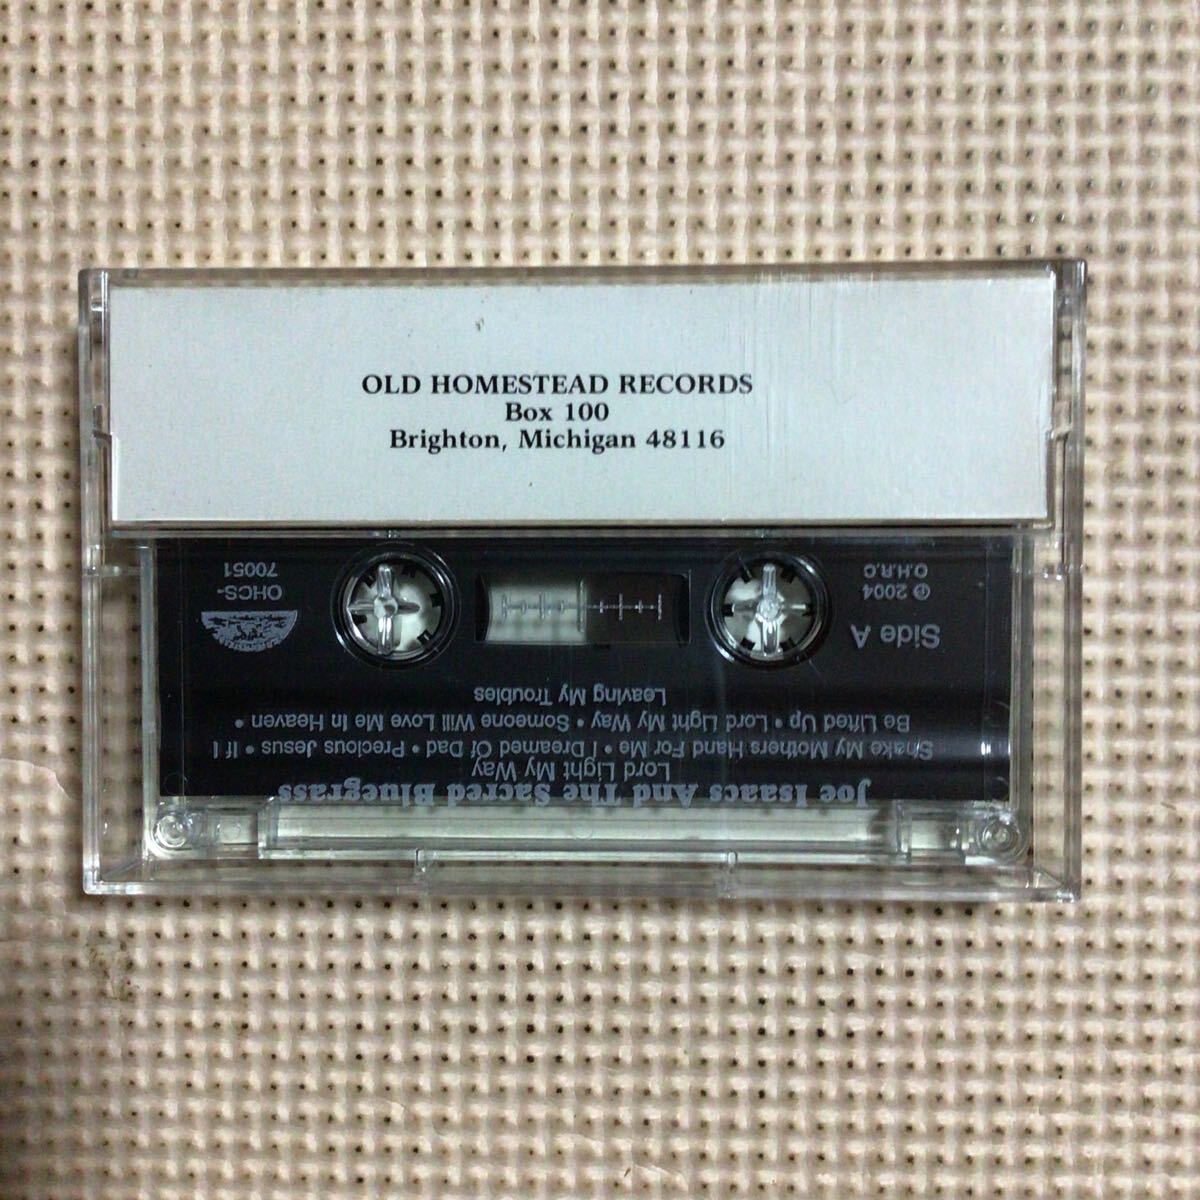 OLD HOMESTEAD RECORDS
Box 100
Brighton, Michigan 48116
Joe Isaacs And The Sacred Bluegrass
Lord Light My Way
Shake My Mothers Hand For Me • I Dreamed Of Dad • Precious Jesus • If I
Be Lifted Up • Lord Light My Way • Someone Will Love Me In Heaven •
Leaving My Troubles
Side A
℗ 2004
O.H.R.C
OHCS-
70051